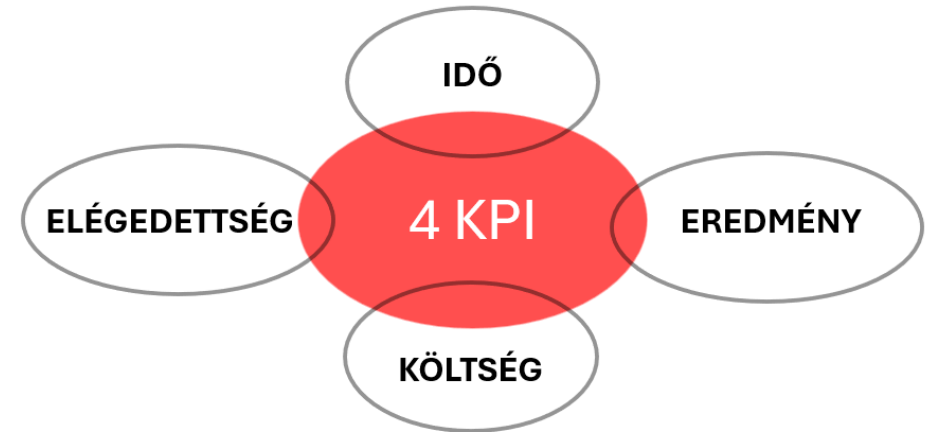 IDŐ
ELÉGEDETTSÉG
4 KPI
EREDMÉNY
KÖLTSÉG